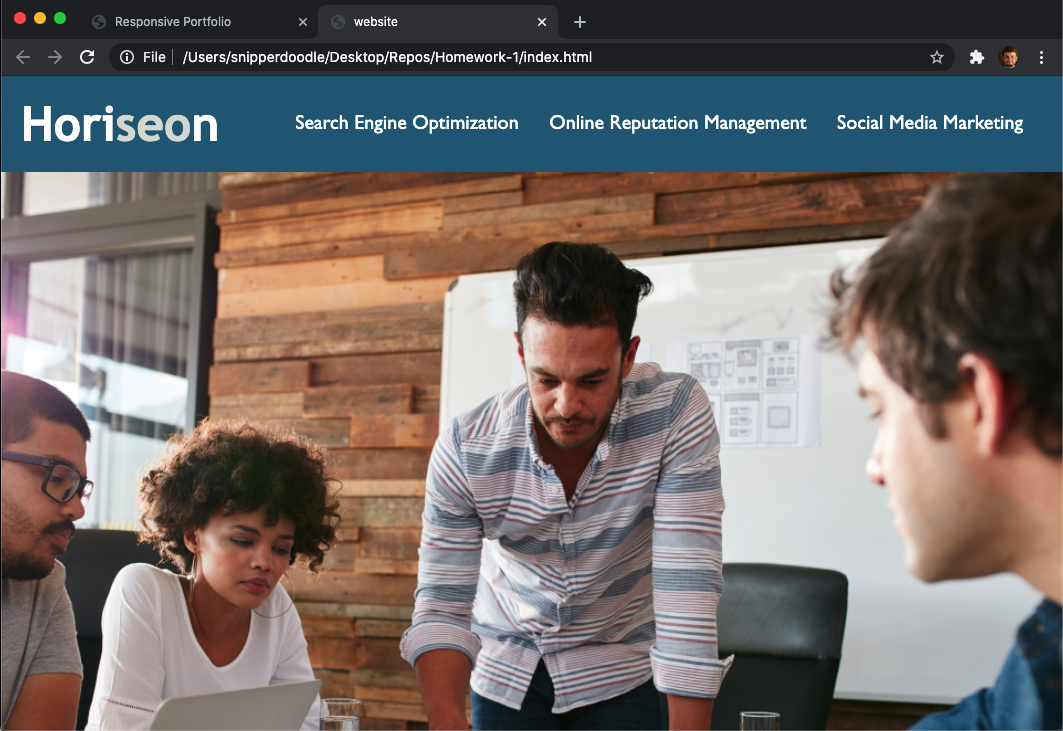 Responsive Portfolio
website
File
/Users/snipperdoodle/Desktop/Repos/Homework-1/index.html
Horiseon
Search Engine Optimization
Online Reputation Management
Social Media Marketing